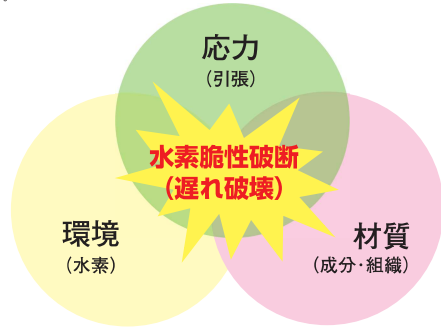 応力
（引張）
水素脆性破断
（遅れ破壊）
環境
（水素）
材質
（成分・組織）